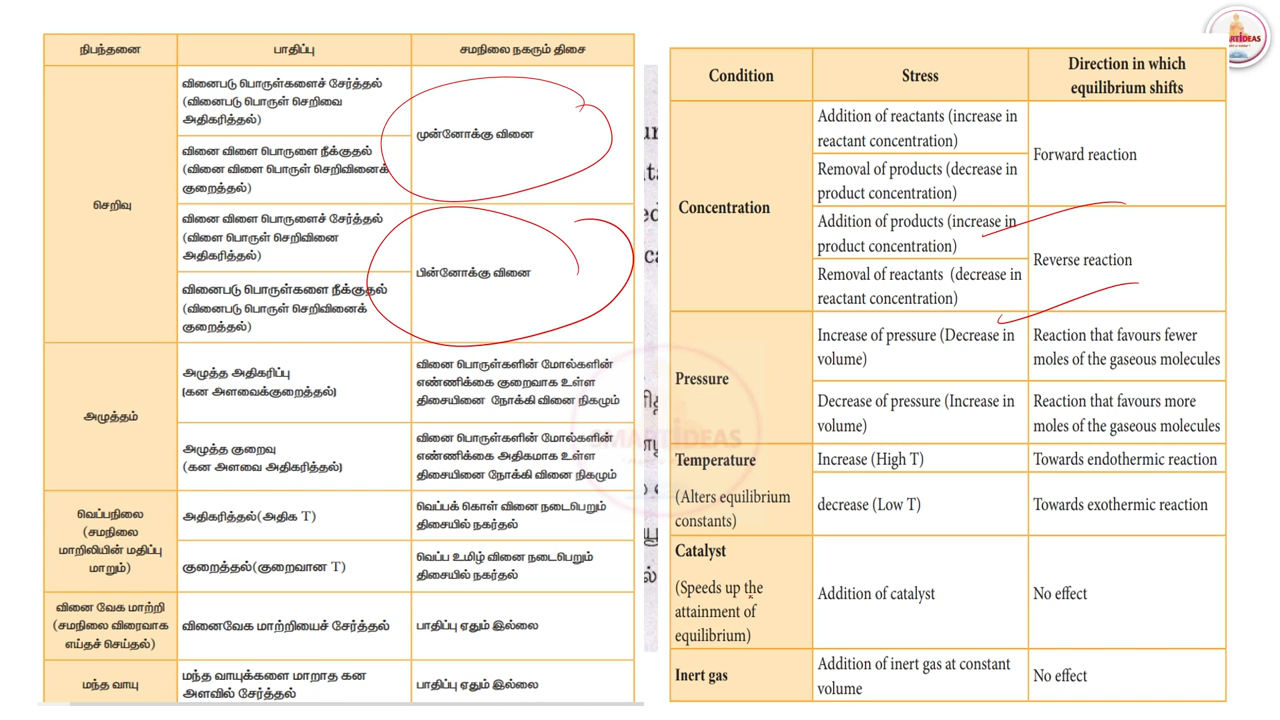 நிபந்தனை
பாதிப்பு
சமநிலை நகரும் திசை
செறிவு
வினைபடு பொருள்களைச் சேர்த்தல்
(வினைபடு பொருள் செறிவை
அதிகரித்தல்)
முன்னோக்கு வினை
வினை விளை பொருளை நீக்குதல்
(வினை விளை பொருள் செறிவினைக்
குறைத்தல்)
வினை விளை பொருளைச் சேர்த்தல்
(விளை பொருள் செறிவினை
அதிகரித்தல்)
பின்னோக்கு வினை
வினைபடு பொருள்களை நீக்குதல்
(வினைபடு பொருள் செறிவினைக்
குறைத்தல்)
அழுத்தம்
அழுத்த அதிகரிப்பு
(கன அளவைக்குறைத்தல்)
வினை பொருள்களின் மோல்களின்
எண்ணிக்கை குறைவாக உள்ள
திசையினை நோக்கி வினை நிகழும்
அழுத்த குறைவு
(கன அளவை அதிகரித்தல்)
வினை பொருள்களின் மோல்களின்
எண்ணிக்கை அதிகமாக உள்ள
திசையினை நோக்கி வினை நிகழும்
வெப்பநிலை
(சமநிலை
மாறிலியின் மதிப்பு
மாறும்)
அதிகரித்தல்(அதிக T)
வெப்பக் கொள் வினை நடைபெறும்
திசையில் நகர்தல்
குறைத்தல்(குறைவான T)
வெப்ப உமிழ் வினை நடைபெறும்
திசையில் நகர்தல்
வினை வேக மாற்றி
(சமநிலை விரைவாக
எய்தச் செய்தல்)
வினைவேக மாற்றியைச் சேர்த்தல்
பாதிப்பு ஏதும் இல்லை
மந்த வாயு
மந்த வாயுக்களை மாறாத கன
அளவில் சேர்த்தல்
பாதிப்பு ஏதும் இல்லை
Condition
Stress
Direction in which
equilibrium shifts
Concentration
Addition of reactants (increase in
reactant concentration)
Forward reaction
Removal of products (decrease in
product concentration)
Addition of products (increase in
product concentration)
Reverse reaction
Removal of reactants (decrease in
reactant concentration)
Pressure
Increase of pressure (Decrease in
volume)
Reaction that favours fewer
moles of the gaseous molecules
Decrease of pressure (Increase in
volume)
Reaction that favours more
moles of the gaseous molecules
Temperature
(Alters equilibrium
constants)
Increase (High T)
Towards endothermic reaction
decrease (Low T)
Towards exothermic reaction
Catalyst
(Speeds up the
attainment of
equilibrium)
Addition of catalyst
No effect
Inert gas
Addition of inert gas at constant
volume
No effect
SMARTIDEAS